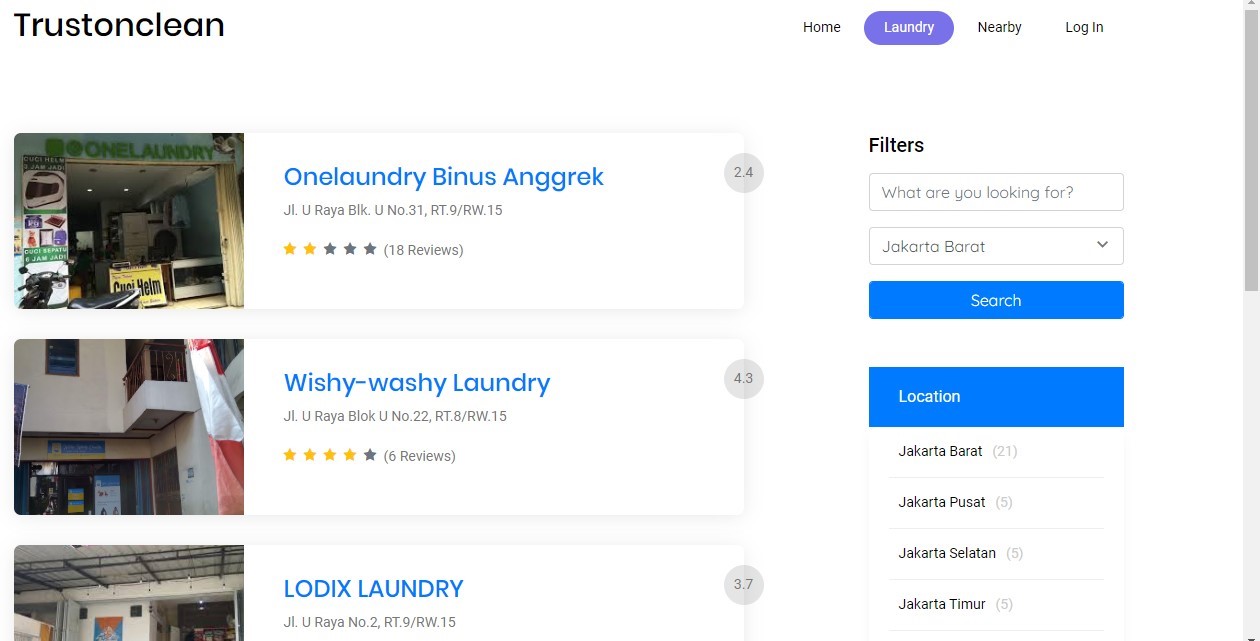 Trustonclean
Home
Laundry
Nearby
Log In
ONELAUNDRY
CUCI HELM
3 JAM JADI
CUCI SEPATU
6 JAM JADI
Cuci Helm
Onelaundry Binus Anggrek
2.4
Jl. U Raya Blk. U No.31, RT.9/RW.15
(18 Reviews)
Wishy-washy Laundry
4.3
Jl. U Raya Blok U No.22, RT.8/RW.15
(6 Reviews)
LODIX LAUNDRY
3.7
Jl. U Raya No.2, RT.9/RW.15
Filters
What are you looking for?
Jakarta Barat
Search
Location
Jakarta Barat (21)
Jakarta Pusat (5)
Jakarta Selatan (5)
Jakarta Timur (5)